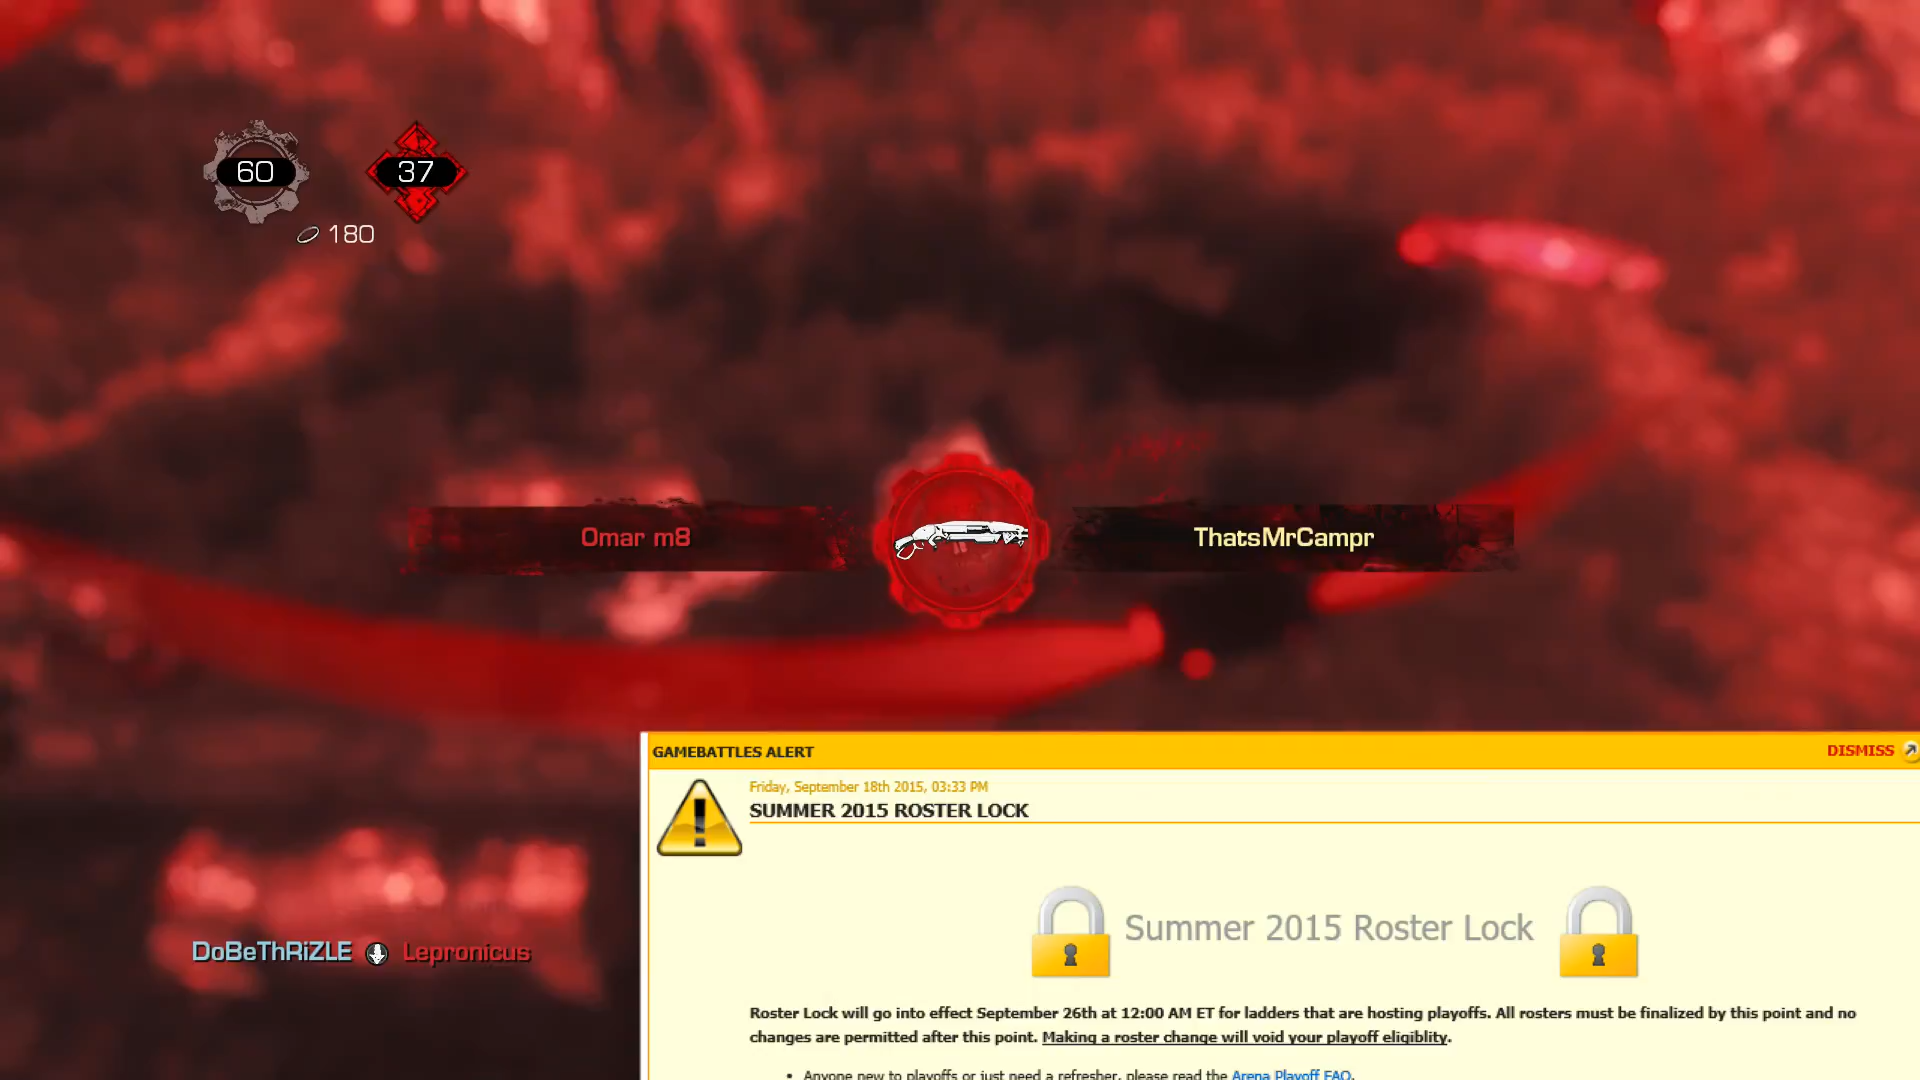 60
37
180
Omar m8
ThatsMrCampr
GAMEBATTLES ALERT
DISMISS
Friday, September 18th 2015, 03:33 PM
SUMMER 2015 ROSTER LOCK
Summer 2015 Roster Lock
DoBeThRiZLE Lepronicus
Roster Lock will go into effect September 26th at 12:00 AM ET for ladders that are hosting playoffs. All rosters must be finalized by this point and no
changes are permitted after this point. Making a roster change will void your playoff eligiblity.
• Anyone new to playoffs or just need a refresher, please read the Arena Playoff FAQ.